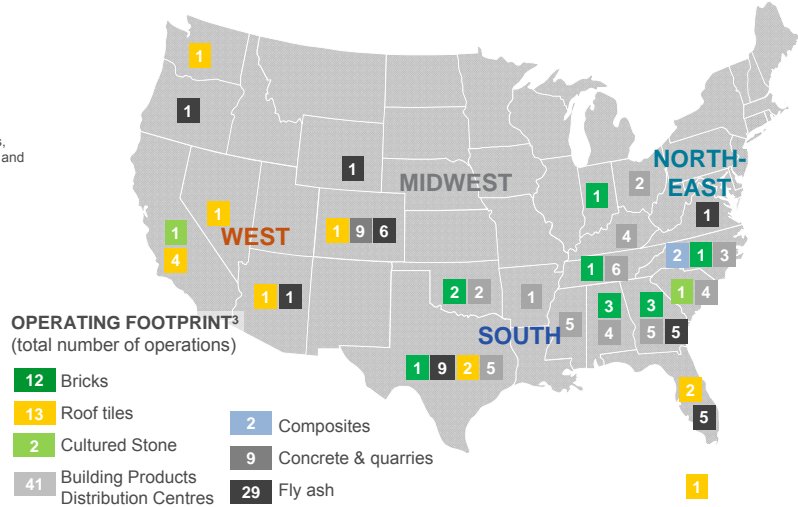 1
1
s,
and
1
NORTH-
EAST
MIDWEST
2
1
1
1
1
4
WEST
1 9 6
4
2 1 3
1 6
4
1 1
2 2
1
3
3
1 4
OPERATING FOOTPRINT³
(total number of operations)
SOUTH
5
4
5 5
1 9 2 5
12 Bricks
13 Roof tiles
2 Cultured Stone
41 Building Products
Distribution Centres
2 Composites
9 Concrete & quarries
29 Fly ash
2
5
1